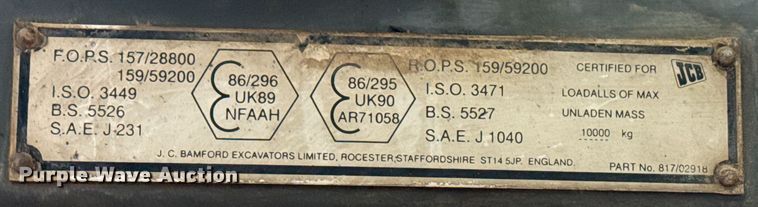 F.O.P.S. 157/28800
159/59200
I.S.O. 3449
B.S. 5526
S.A.E. J 231
86/296
UK89
NFAAH
86/295
UK90
AR71058
R.O.P.S. 159/59200
I.S.O. 3471
B.S. 5527
S.A.E. J 1040
CERTIFIED FOR
LOADALLS OF MAX
UNLADEN MASS
10000 kg
JCB
J. C. BAMFORD EXCAVATORS LIMITED, ROCESTER, STAFFORDSHIRE ST14 5JP. ENGLAND.
PART No. 817/02918
Purple Wave Auction